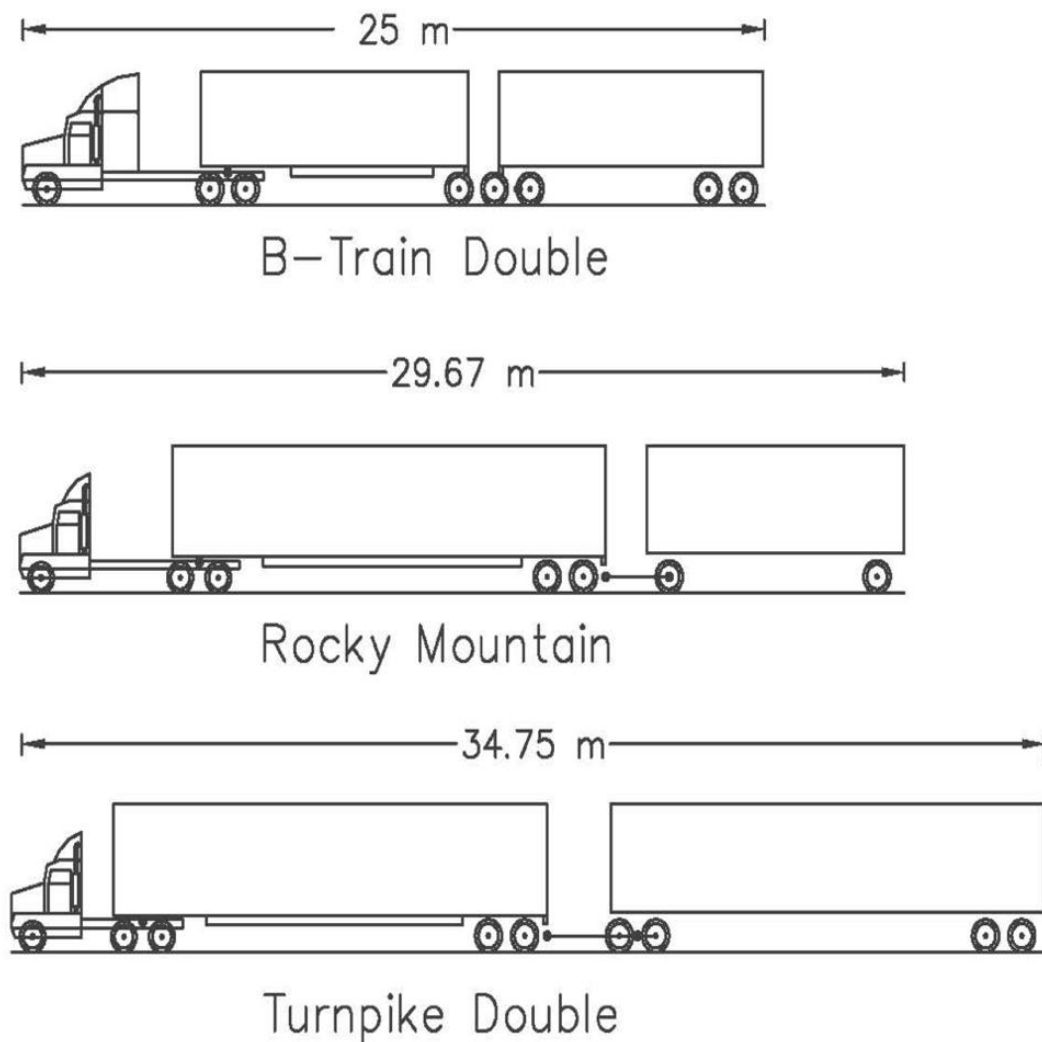 25 m
B-Train Double
29.67 m
Rocky Mountain
34.75 m
Turnpike Double